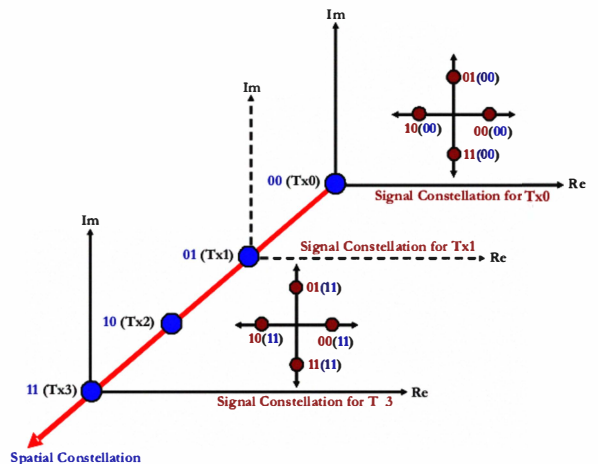 Im
01(00)
Im
10(00)
00(00)
11(00)
00 (Tx0)
Re
Signal Constellation for Tx0
Im
01 (Tx1)
Signal Constellation for Tx1
Re
01(11)
10 (Tx2)
10(11)
00(11)
11(11)
11 (Tx3)
Re
Signal Constellation for T 3
Spatial Constellation